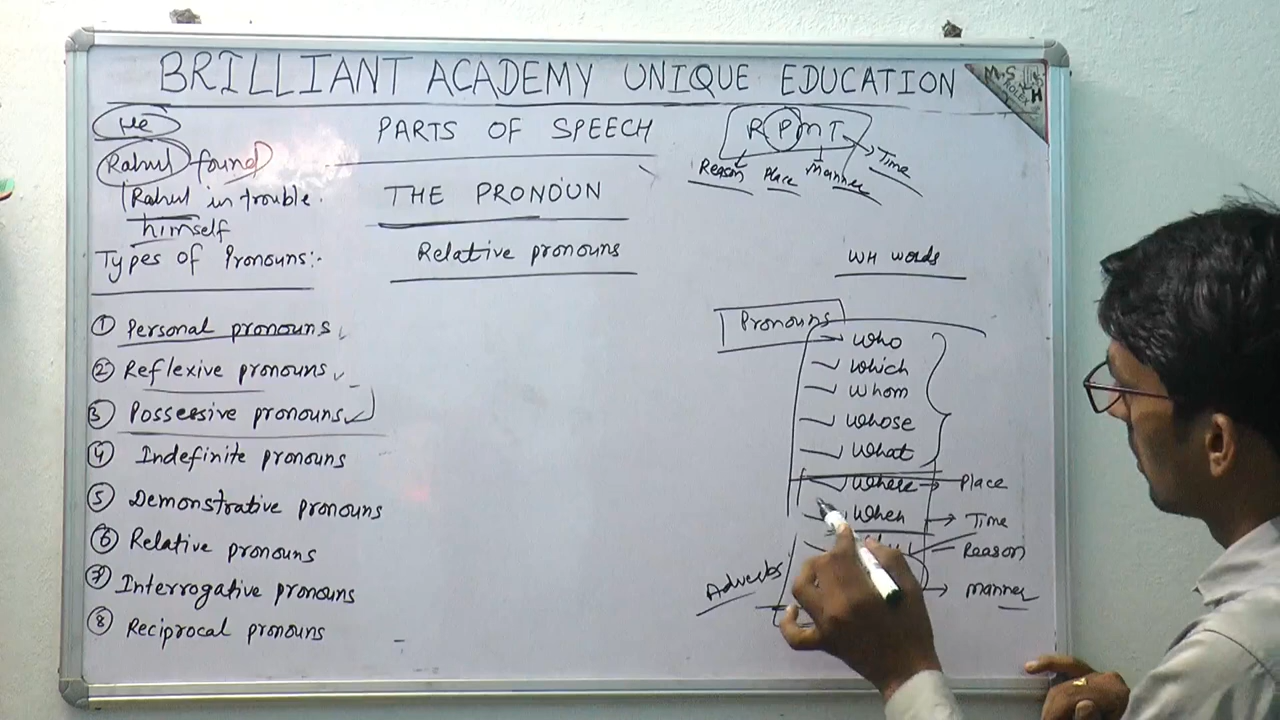 BRILLIANT ACADEMY UNIQUE EDUCATION
M.S
He
PARTS OF SPEECH
R P M T
Rahul found
Reason Place Manner Time
Rahul in trouble.
himself
THE PRONOUN
Types of Pronouns:-
Relative pronouns
WH words
① Personal pronouns
② Reflexive pronouns
③ Possessive pronouns
④ Indefinite pronouns
⑤ Demonstrative pronouns
⑥ Relative pronouns
⑦ Interrogative pronouns
⑧ Reciprocal pronouns
Pronouns
Who
Which
Whom
Whose
What
Where → Place
When → Time
Reason
Manner
Adverbs